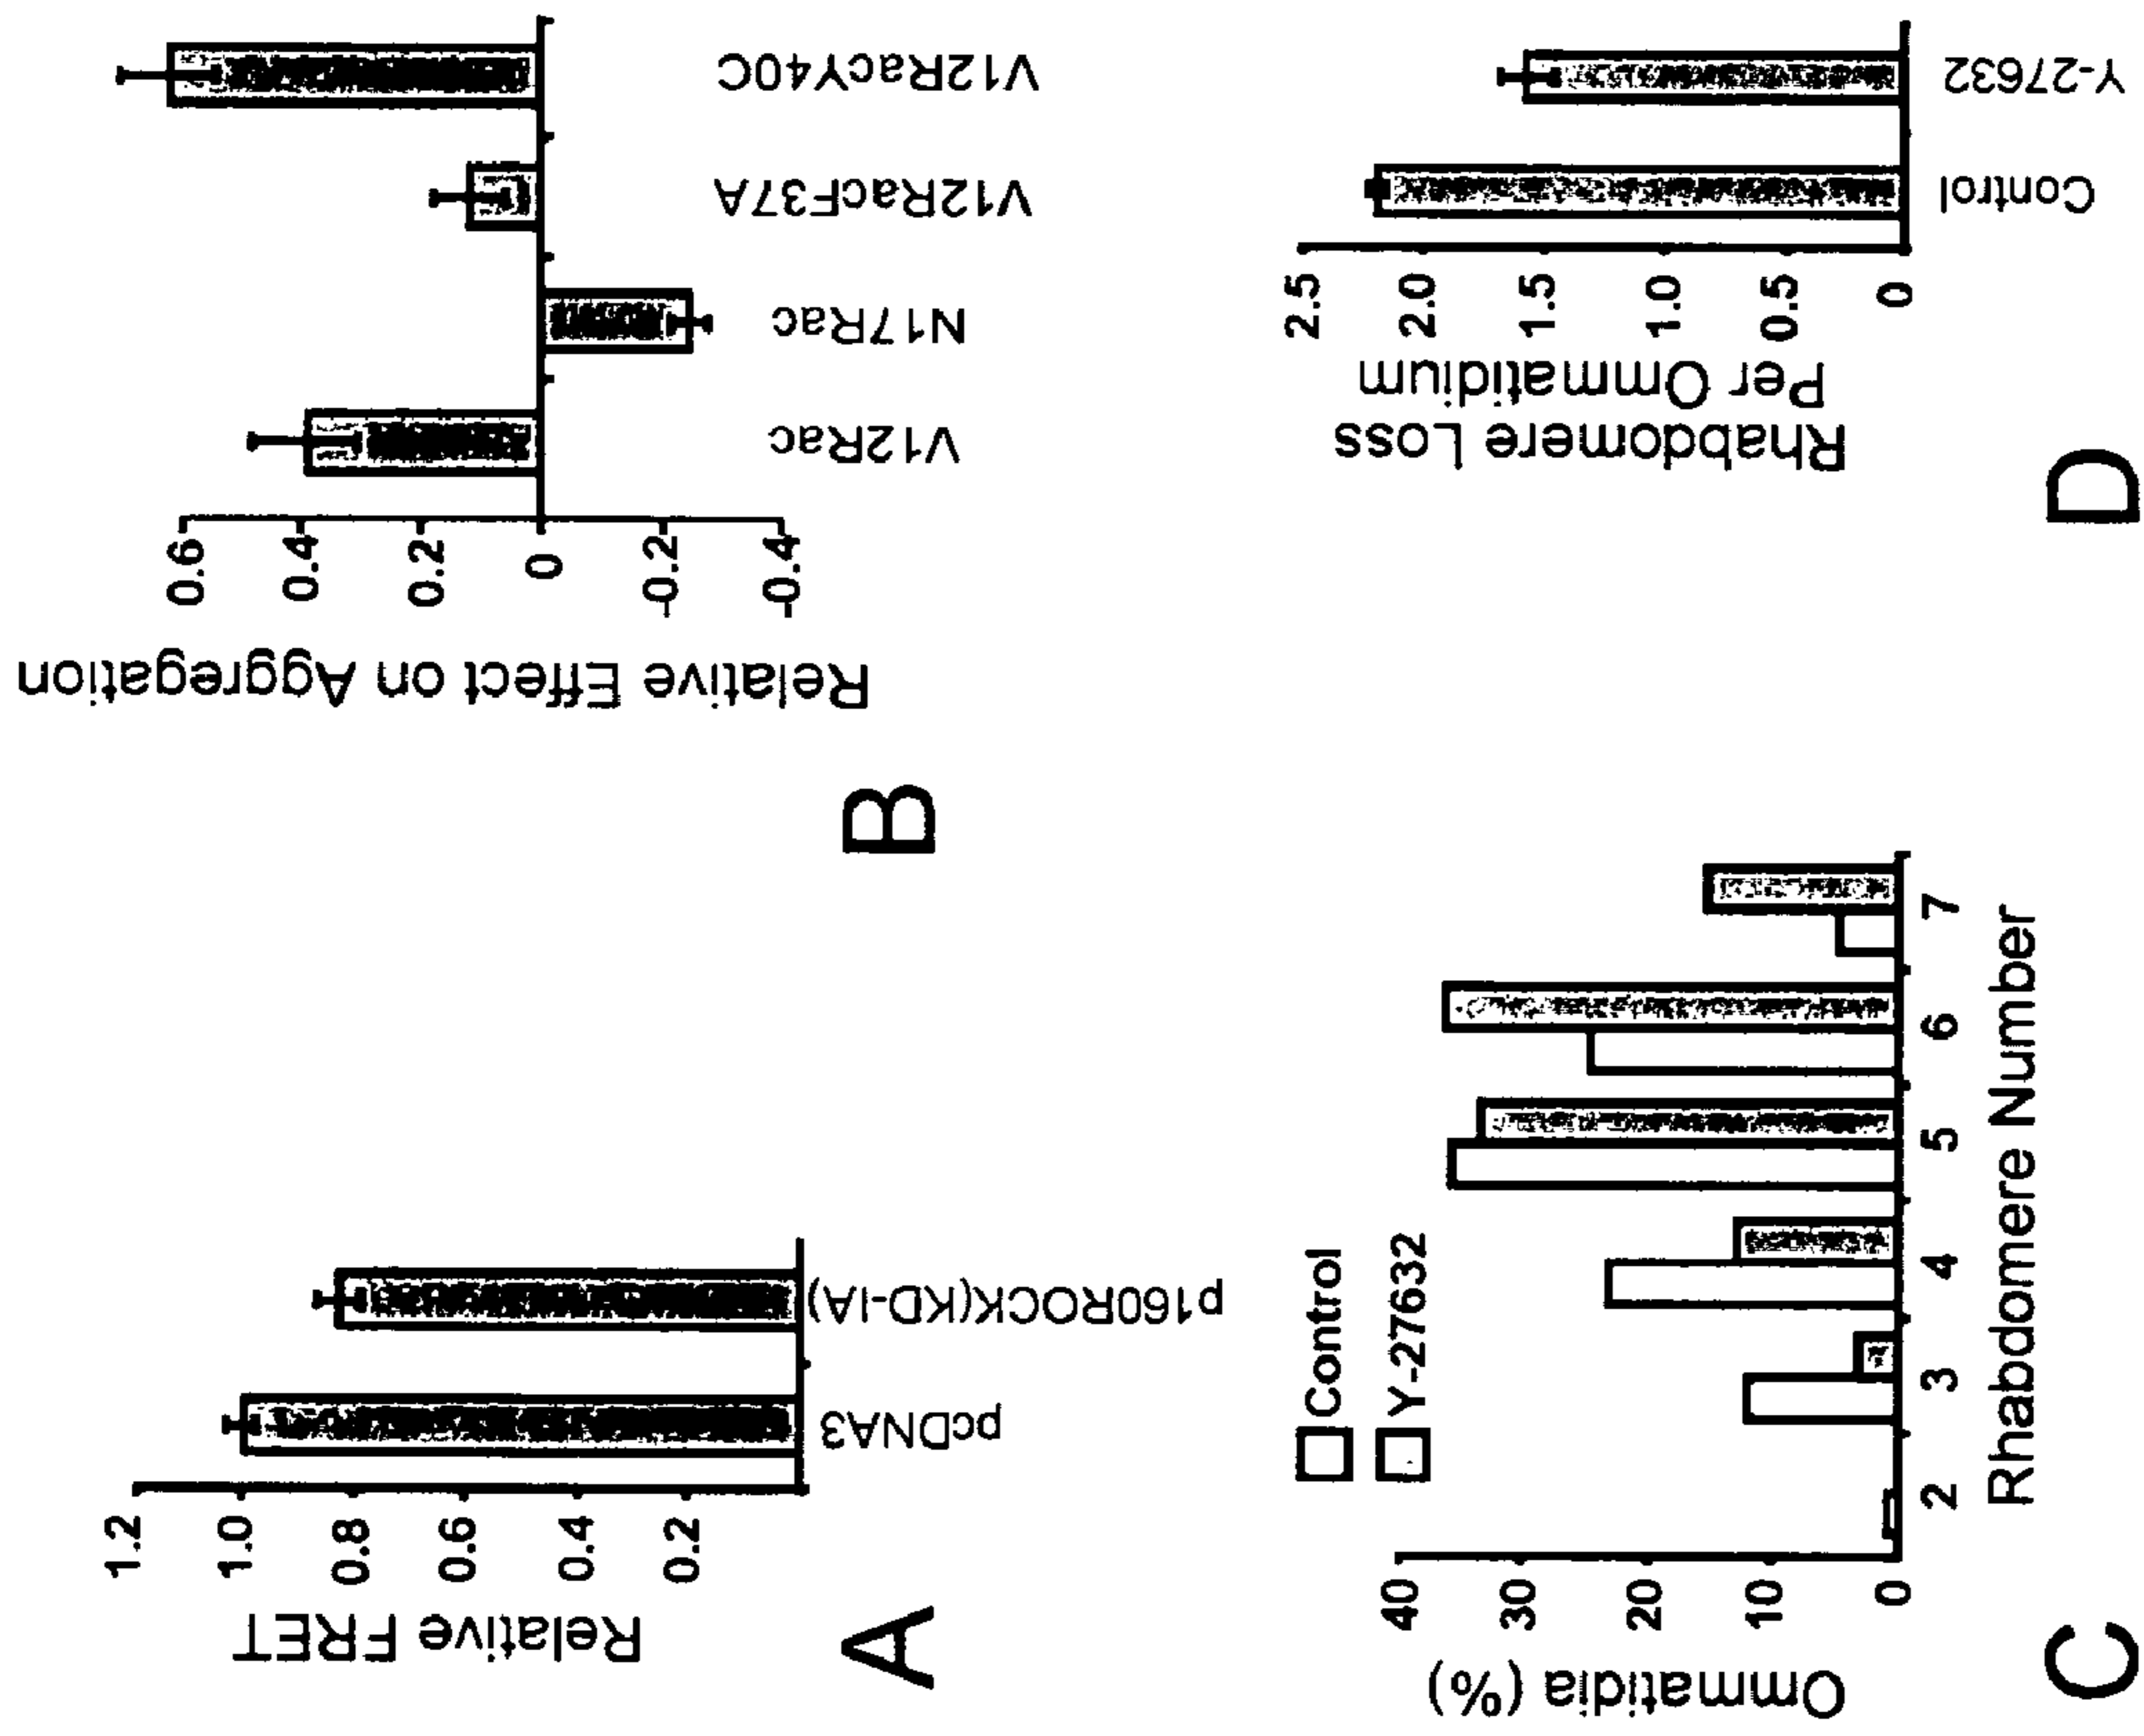 Relative FRET
1.2
1.0
0.8
0.6
0.4
0.2
pcDNA3
p160ROCK(KD-IA)
A
Relative Effect on Aggregation
0.6
0.4
0.2
0
-0.2
-0.4
V12Rac
N17Rac
V12RacF37A
V12RacY40C
B
Ommatidia (%)
40
30
20
10
0
Control
Y-27632
2 3 4 5 6 7
Rhabdomere Number
C
Rhabdomere Loss
Per Ommatidium
2.5
2.0
1.5
1.0
0.5
0
Control
Y-27632
D